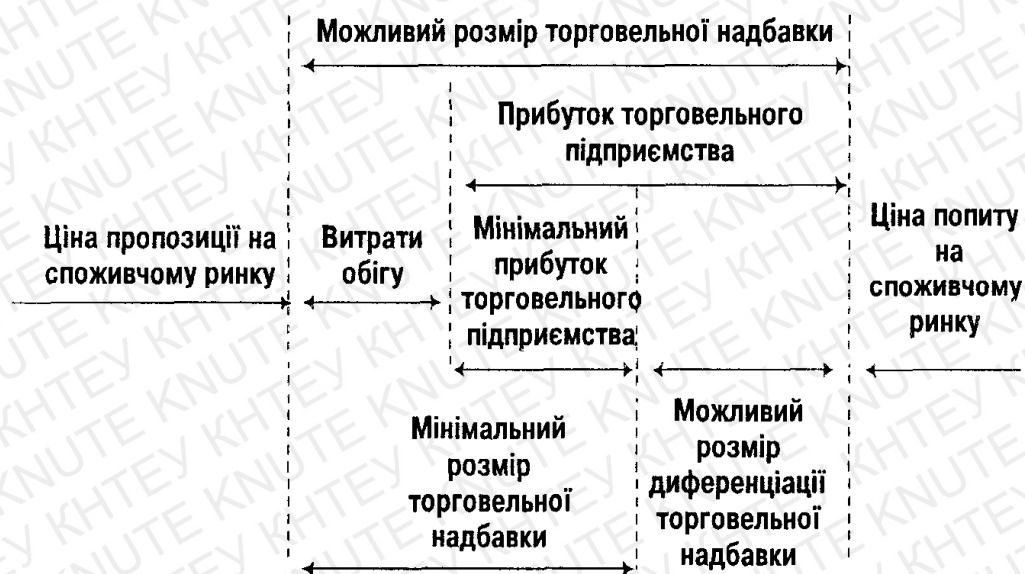 Можливий розмір торговельної надбавки
Прибуток торговельного
підприємства
Ціна пропозиції на
споживчому ринку
Витрати
обігу
Мінімальний
прибуток
торговельного
підприємства
Ціна попиту
на
споживчому
ринку
Мінімальний
розмір
торговельної
надбавки
Можливий
розмір
диференціації
торговельної
надбавки